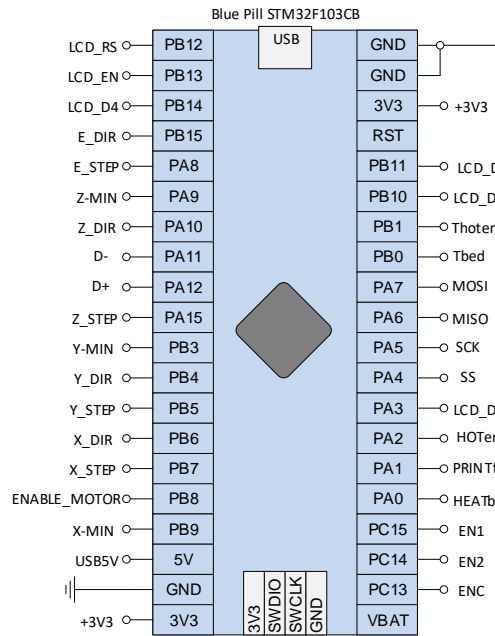 Blue Pill STM32F103CB
USB
LCD_RS PB12 GND
LCD_EN PB13 GND
LCD_D4 PB14 3V3 +3V3
E_DIR PB15 RST
E_STEP PA8 PB11
Z-MIN PA9 PB10 LCD_D
Z_DIR PA10 PB1 Thoter
D- PA11 PB0 Tbed
D+ PA12 PA7 MOSI
Z_STEP PA15 PA6 MISO
Y-MIN PB3 PA5 SCK
Y_DIR PB4 PA4 SS
Y_STEP PB5 PA3 LCD_D
X_DIR PB6 PA2 HOTer
X_STEP PB7 PA1
ENABLE_MOTOR PB8 PA0 HEATb
X-MIN PB9 PC15 EN1
USB5V 5V PC14 EN2
GND PC13 ENC
+3V3 3V3 VBAT
3V3
SWDIO
SWCLK
GND